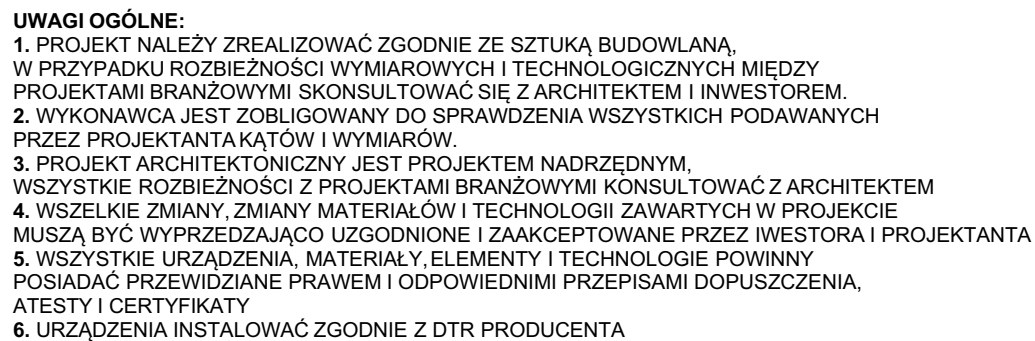 UWAGI OGÓLNE:
1. PROJEKT NALEŻY ZREALIZOWAĆ ZGODNIE ZE SZTUKĄ BUDOWLANĄ,
W PRZYPADKU ROZBIEŻNOŚCI WYMIAROWYCH I TECHNOLOGICZNYCH MIĘDZY
PROJEKTAMI BRANŻOWYMI SKONSULTOWAĆ SIĘ Z ARCHITEKTEM I INWESTOREM.
2. WYKONAWCA JEST ZOBLIGOWANY DO SPRAWDZENIA WSZYSTKICH PODAWANYCH
PRZEZ PROJEKTANTA KĄTÓW I WYMIARÓW.
3. PROJEKT ARCHITEKTONICZNY JEST PROJEKTEM NADRZĘDNYM,
WSZYSTKIE ROZBIEŻNOŚCI Z PROJEKTAMI BRANŻOWYMI KONSULTOWAĆ Z ARCHITEKTEM
4. WSZELKIE ZMIANY, ZMIANY MATERIAŁÓW I TECHNOLOGII ZAWARTYCH W PROJEKCIE
MUSZĄ BYĆ WYPRZEDZAJĄCO UZGODNIONE I ZAAKCEPTOWANE PRZEZ IWESTORA I PROJEKTANTA
5. WSZYSTKIE URZĄDZENIA, MATERIAŁY, ELEMENTY I TECHNOLOGIE POWINNY
POSIADAĆ PRZEWIDZIANE PRAWEM I ODPOWIEDNIMI PRZEPISAMI DOPUSZCZENIA,
ATESTY I CERTYFIKATY
6. URZĄDZENIA INSTALOWAĆ ZGODNIE Z DTR PRODUCENTA